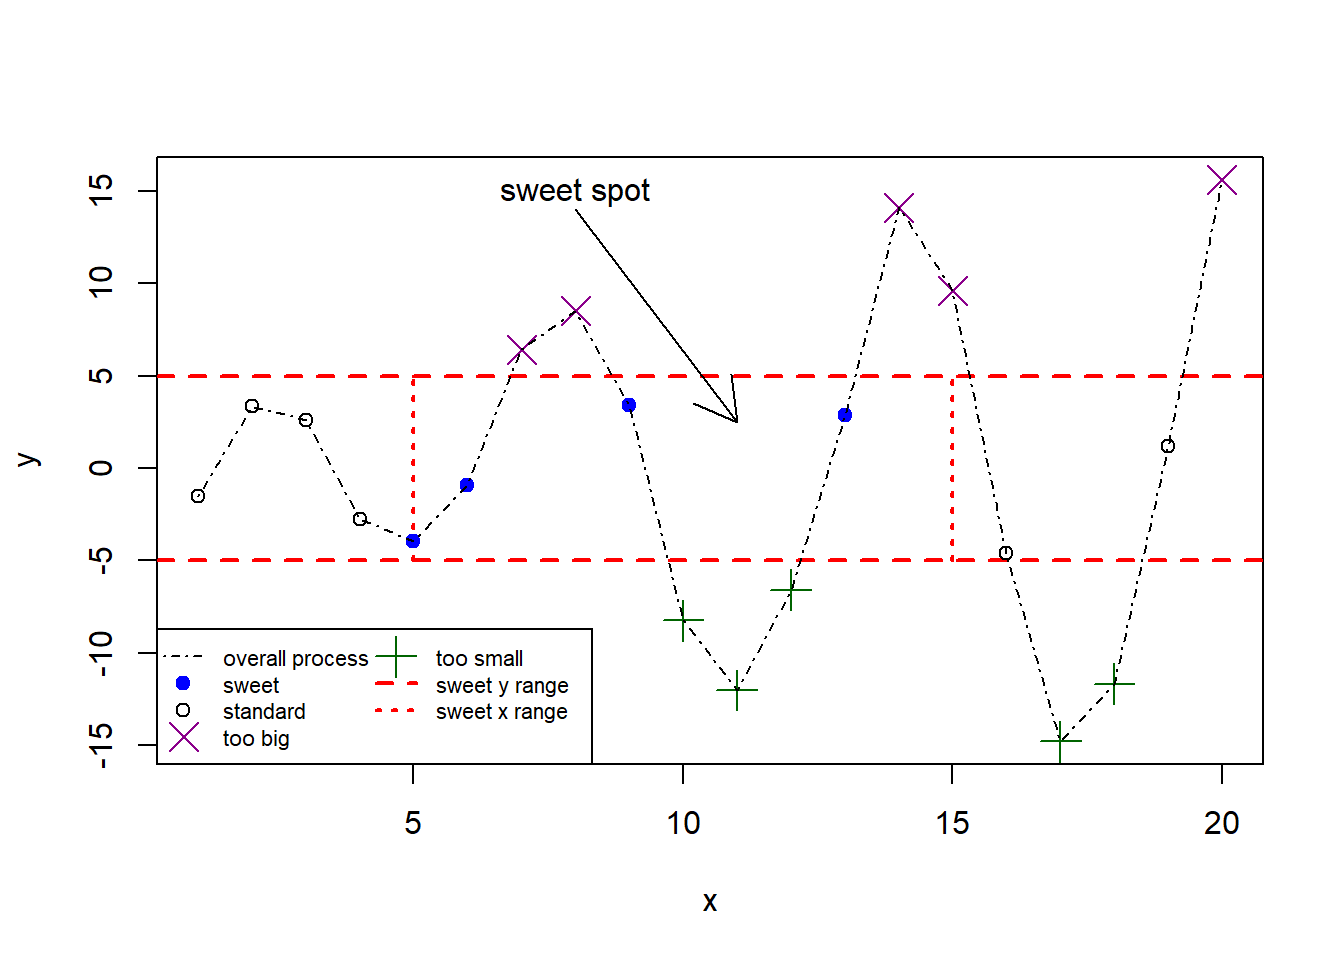 sweet spot
15
10
5
0
-5
-10
-15
y
overall process
sweet
standard
too big
too small
sweet y range
sweet x range
5 10 15 20
x